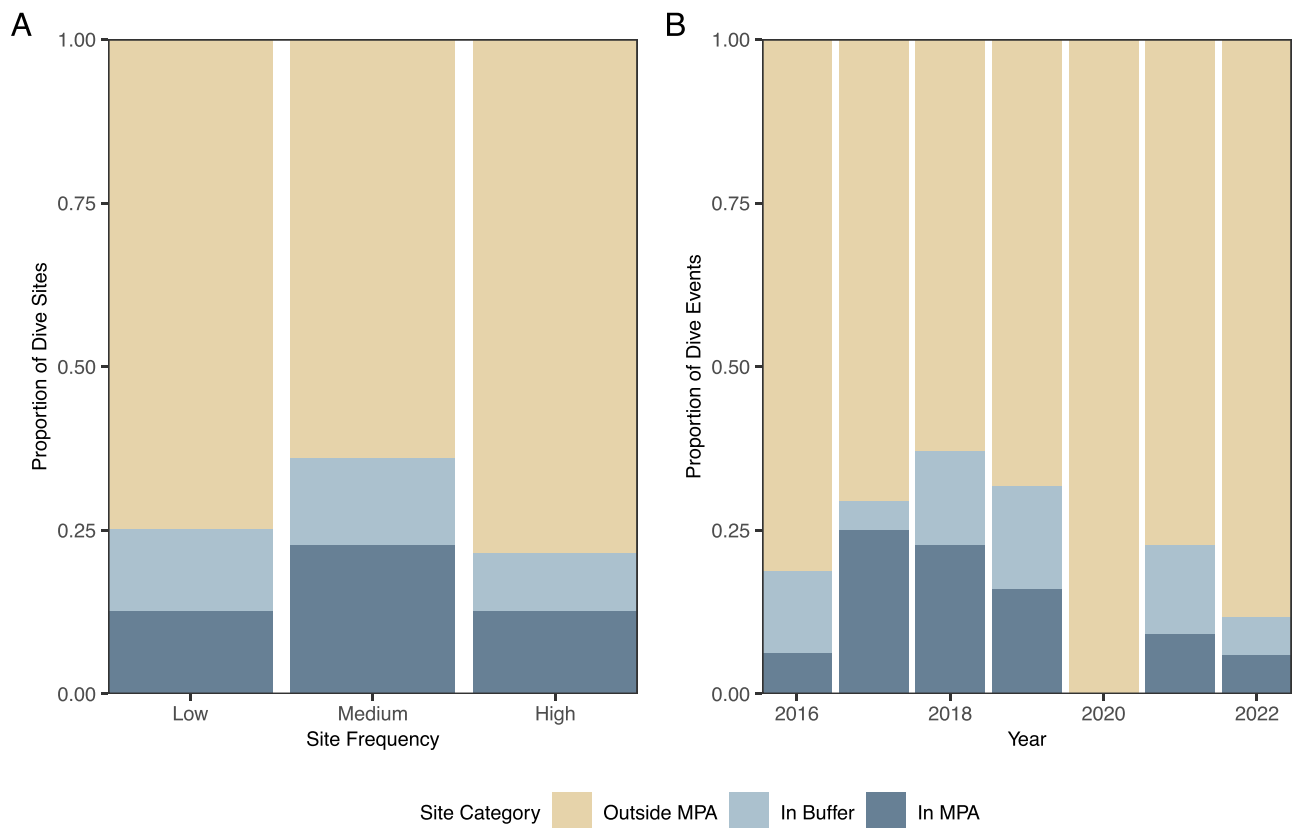 A
1.00
0.75
0.50
0.25
0.00
Proportion of Dive Sites
Low Medium High
Site Frequency
B
1.00
0.75
0.50
0.25
0.00
Proportion of Dive Events
2016 2018 2020 2022
Year
Site Category Outside MPA In Buffer In MPA